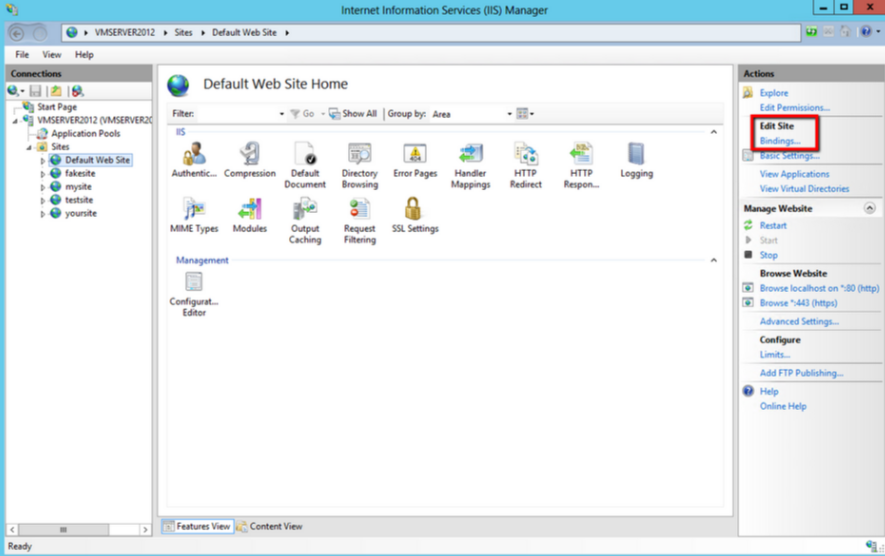 Internet Information Services (IIS) Manager
VMSERVER2012 Sites Default Web Site
File View Help
Connections
Start Page
VMSERVER2012 (VMSERVER20
Application Pools
Sites
Default Web Site
fakesite
mysite
testsite
yoursite
Default Web Site Home
Filter: Go Show All Group by: Area
IIS
Authentic... Compression Default Document Directory Browsing Error Pages Handler Mappings HTTP Redirect HTTP Respon... Logging
MIME Types Modules Output Caching Request Filtering SSL Settings
Management
Configurat... Editor
Features View Content View
Actions
Explore
Edit Permissions...
Edit Site
Bindings...
Basic Settings...
View Applications
View Virtual Directories
Manage Website
Restart
Start
Stop
Browse Website
Browse localhost on *:80 (http)
Browse *:443 (https)
Advanced Settings...
Configure
Limits...
Add FTP Publishing...
Help
Online Help
Ready